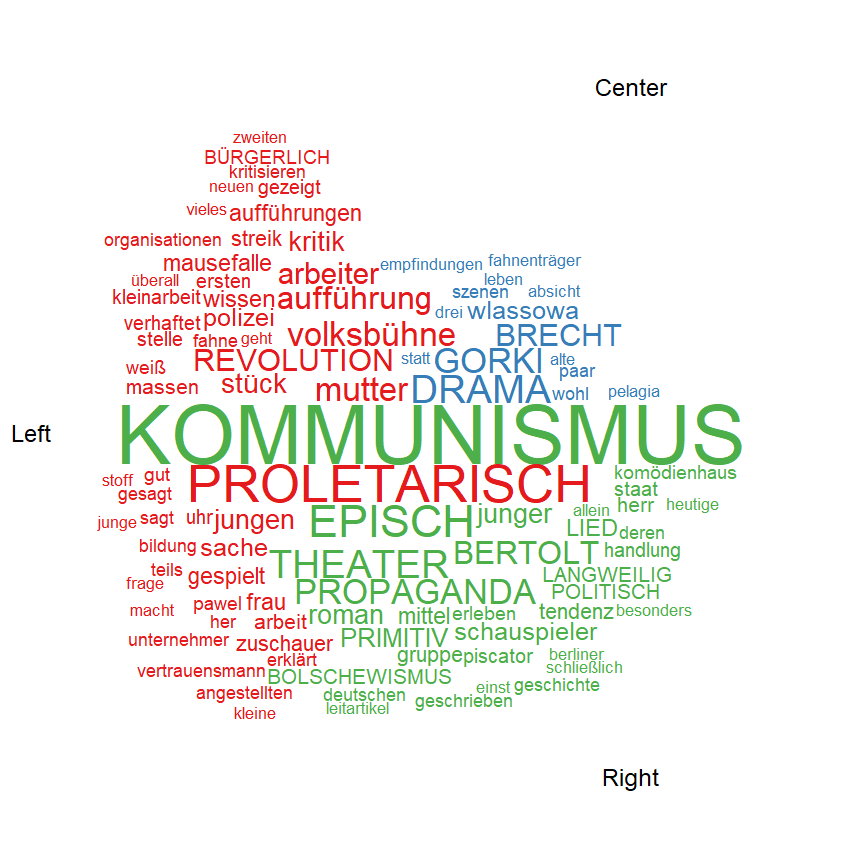 Center
zweiten
BÜRGERLICH
kritisieren
neuen gezeigt
vieles aufführungen
organisationen streik kritik
mausefalle arbeiter empfindungen fahnenträger
überall ersten leben
kleinarbeit wissen aufführung szenen absicht
verhaftet polizei drei wlassowa
stelle fahne geht volksbühne BRECHT
weiß REVOLUTION statt GORKI alte
paar
massen stück mutter DRAMA wohl pelagia
Left KOMMUNISMUS
stoff gut PROLETARISCH komödienhaus
gesagt staat
junge sagt uhr jungen EPISCH junger allein herr heutige
LIED deren
bildung sache THEATER BERTOLT handlung
teils gespielt LANGWEILIG
frage PROPAGANDA POLITISCH
macht pawel frau roman mittel erleben tendenz besonders
her arbeit
unternehmer zuschauer PRIMITIV schauspieler
erklärt gruppe piscator berliner
vertrauensmann BOLSCHEWISMUS schließlich
angestellten deutschen einst geschichte
kleine leitartikel geschrieben
Right